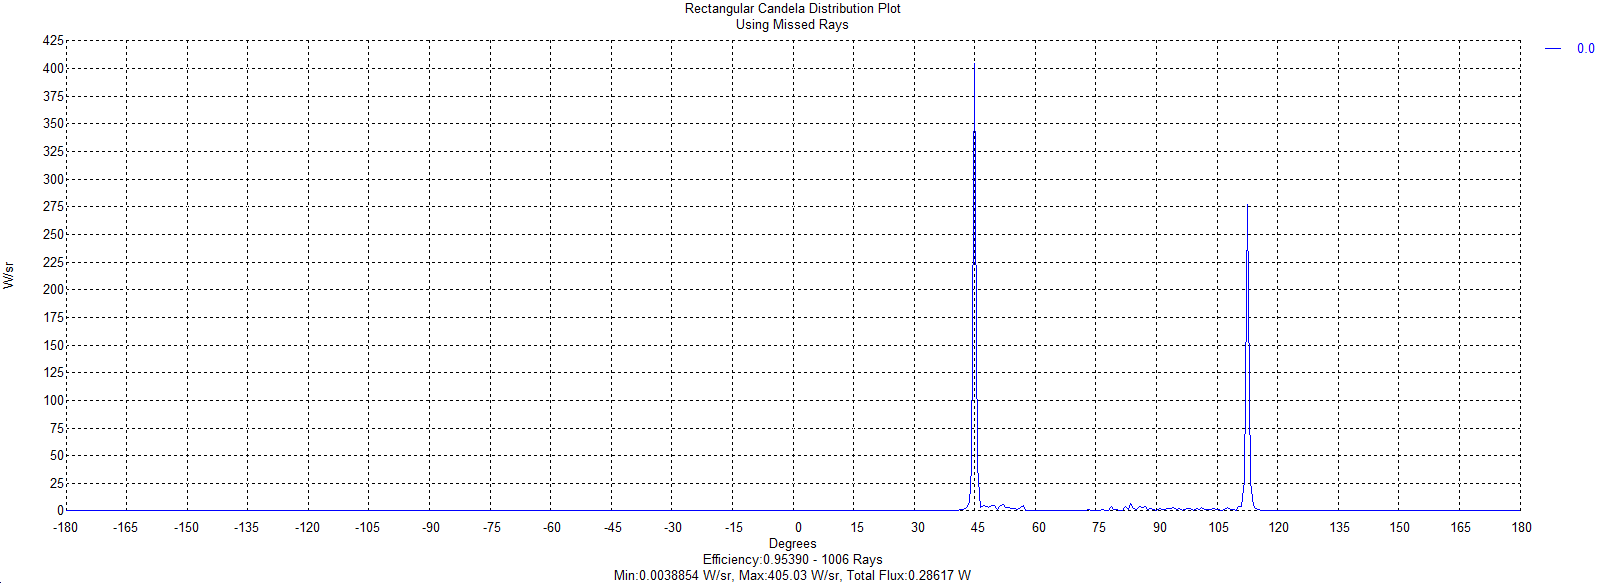 Rectangular Candela Distribution Plot
Using Missed Rays
0.0
425
400
375
350
325
300
275
250
225
200
175
150
125
100
75
50
25
0
W/sr
-180 -165 -150 -135 -120 -105 -90 -75 -60 -45 -30 -15 0 15 30 45 60 75 90 105 120 135 150 165 180
Degrees
Efficiency:0.95390 - 1006 Rays
Min:0.0038854 W/sr, Max:405.03 W/sr, Total Flux:0.28617 W